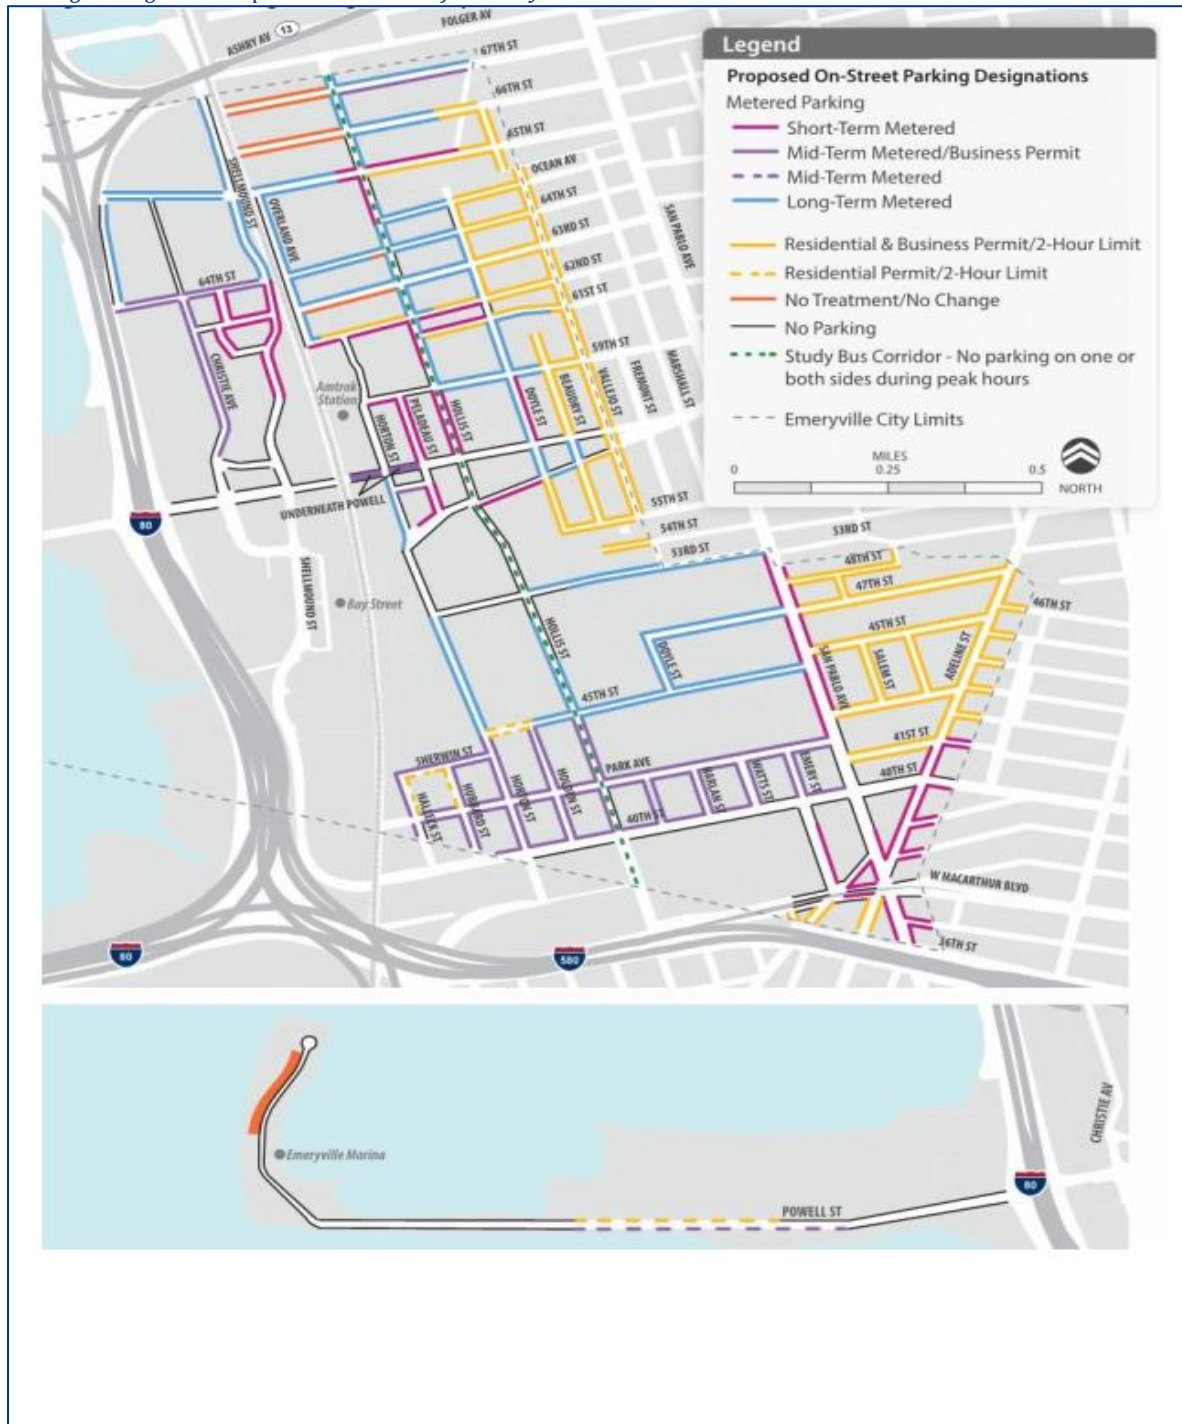 FOLGER AV
ASHBY AV
13
67TH ST
66TH ST
65TH ST
OCEAN AV
64TH ST
63RD ST
62ND ST
61ST ST
59TH ST
SAN PABLO AVE
MARSHALL ST
FREMONT ST
VALLEJO ST
BEAUDRY ST
DOYLE ST
SHELLMOUND ST
OVERLAND AVE
64TH ST
CHRISTIE AVE
Amtrak
Station
HORTON ST
PELADEAU ST
HOLLIS ST
UNDERNEATH POWELL
80
55TH ST
54TH ST
53RD ST
53RD ST
SHELLMOUND ST
Bay Street
HOLLIS ST
48TH ST
47TH ST
46TH ST
45TH ST
DOYLE ST
SAN PABLO AVE
SALEM ST
ADELINE ST
45TH ST
41ST ST
40TH ST
SHERWIN ST
PARK AVE
HALLECK ST
HUBBARD ST
HORTON ST
HOLDEN ST
HARLAN ST
WATTS ST
EMERY ST
40TH ST
W MACARTHUR BLVD
36TH ST
80
580
Legend
Proposed On-Street Parking Designations
Metered Parking
Short-Term Metered
Mid-Term Metered/Business Permit
Mid-Term Metered
Long-Term Metered
Residential & Business Permit/2-Hour Limit
Residential Permit/2-Hour Limit
No Treatment/No Change
No Parking
Study Bus Corridor - No parking on one or
both sides during peak hours
Emeryville City Limits
MILES
0 0.25 0.5
NORTH
Emeryville Marina
POWELL ST
CHRISTIE AV
80